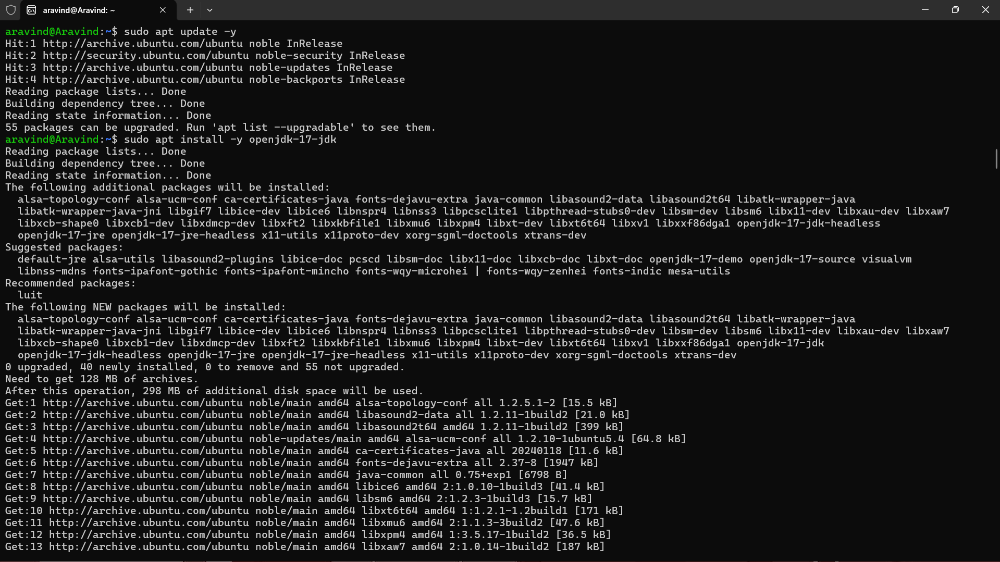 aravind@Aravind: ~
aravind@Aravind:~$ sudo apt update -y
Hit:1 http://archive.ubuntu.com/ubuntu noble InRelease
Hit:2 http://security.ubuntu.com/ubuntu noble-security InRelease
Hit:3 http://archive.ubuntu.com/ubuntu noble-updates InRelease
Hit:4 http://archive.ubuntu.com/ubuntu noble-backports InRelease
Reading package lists... Done
Building dependency tree... Done
Reading state information... Done
55 packages can be upgraded. Run 'apt list --upgradable' to see them.
aravind@Aravind:~$ sudo apt install -y openjdk-17-jdk
Reading package lists... Done
Building dependency tree... Done
Reading state information... Done
The following additional packages will be installed:
  alsa-topology-conf alsa-ucm-conf ca-certificates-java fonts-dejavu-extra java-common libasound2-data libasound2t64 libatk-wrapper-java
  libatk-wrapper-java-jni libgif7 libice-dev libice6 libnspr4 libnss3 libpcsclite1 libpthread-stubs0-dev libsm-dev libsm6 libx11-dev libxau-dev libxaw7
  libxcb-shape0 libxcb1-dev libxdmcp-dev libxft2 libxkbfile1 libxmu6 libxpm4 libxt-dev libxt6t64 libxv1 libxxf86dga1 openjdk-17-jdk-headless
  openjdk-17-jre openjdk-17-jre-headless x11-utils x11proto-dev xorg-sgml-doctools xtrans-dev
Suggested packages:
  default-jre alsa-utils libasound2-plugins libice-doc pcscd libsm-doc libx11-doc libxcb-doc libxt-doc openjdk-17-demo openjdk-17-source visualvm
  libnss-mdns fonts-ipafont-gothic fonts-ipafont-mincho fonts-wqy-microhei | fonts-wqy-zenhei fonts-indic mesa-utils
Recommended packages:
  luit
The following NEW packages will be installed:
  alsa-topology-conf alsa-ucm-conf ca-certificates-java fonts-dejavu-extra java-common libasound2-data libasound2t64 libatk-wrapper-java
  libatk-wrapper-java-jni libgif7 libice-dev libice6 libnspr4 libnss3 libpcsclite1 libpthread-stubs0-dev libsm-dev libsm6 libx11-dev libxau-dev libxaw7
  libxcb-shape0 libxcb1-dev libxdmcp-dev libxft2 libxkbfile1 libxmu6 libxpm4 libxt-dev libxt6t64 libxv1 libxxf86dga1 openjdk-17-jdk
  openjdk-17-jdk-headless openjdk-17-jre openjdk-17-jre-headless x11-utils x11proto-dev xorg-sgml-doctools xtrans-dev
0 upgraded, 40 newly installed, 0 to remove and 55 not upgraded.
Need to get 128 MB of archives.
After this operation, 298 MB of additional disk space will be used.
Get:1 http://archive.ubuntu.com/ubuntu noble/main amd64 alsa-topology-conf all 1.2.5.1-2 [15.5 kB]
Get:2 http://archive.ubuntu.com/ubuntu noble/main amd64 libasound2-data all 1.2.11-1build2 [21.0 kB]
Get:3 http://archive.ubuntu.com/ubuntu noble/main amd64 libasound2t64 amd64 1.2.11-1build2 [399 kB]
Get:4 http://archive.ubuntu.com/ubuntu noble-updates/main amd64 alsa-ucm-conf all 1.2.10-1ubuntu5.4 [64.8 kB]
Get:5 http://archive.ubuntu.com/ubuntu noble/main amd64 ca-certificates-java all 20240118 [11.6 kB]
Get:6 http://archive.ubuntu.com/ubuntu noble/main amd64 fonts-dejavu-extra all 2.37-8 [1947 kB]
Get:7 http://archive.ubuntu.com/ubuntu noble/main amd64 java-common all 0.75+exp1 [6798 B]
Get:8 http://archive.ubuntu.com/ubuntu noble/main amd64 libice6 amd64 2:1.0.10-1build3 [41.4 kB]
Get:9 http://archive.ubuntu.com/ubuntu noble/main amd64 libsm6 amd64 2:1.2.3-1build3 [15.7 kB]
Get:10 http://archive.ubuntu.com/ubuntu noble/main amd64 libxt6t64 amd64 1:1.2.1-1.2build1 [171 kB]
Get:11 http://archive.ubuntu.com/ubuntu noble/main amd64 libxmu6 amd64 2:1.1.3-3build2 [47.6 kB]
Get:12 http://archive.ubuntu.com/ubuntu noble/main amd64 libxpm4 amd64 1:3.5.17-1build2 [36.5 kB]
Get:13 http://archive.ubuntu.com/ubuntu noble/main amd64 libxaw7 amd64 2:1.0.14-1build2 [187 kB]